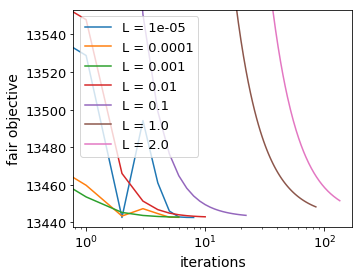 13540
13520
13500
13480
13460
13440
fair objective
L = 1e-05
L = 0.0001
L = 0.001
L = 0.01
L = 0.1
L = 1.0
L = 2.0
10⁰ 10¹ 10²
iterations